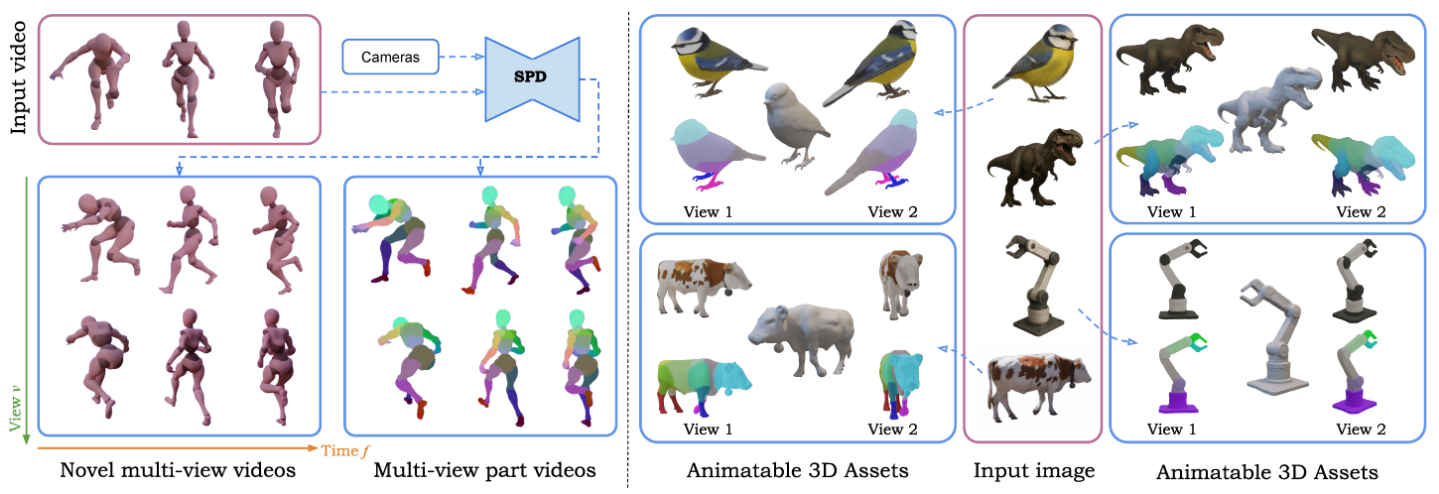 Input video
Cameras
SPD
View v
Time f
Novel multi-view videos
Multi-view part videos
View 1
View 2
View 1
View 2
View 1
View 2
View 1
View 2
Animatable 3D Assets
Input image
Animatable 3D Assets